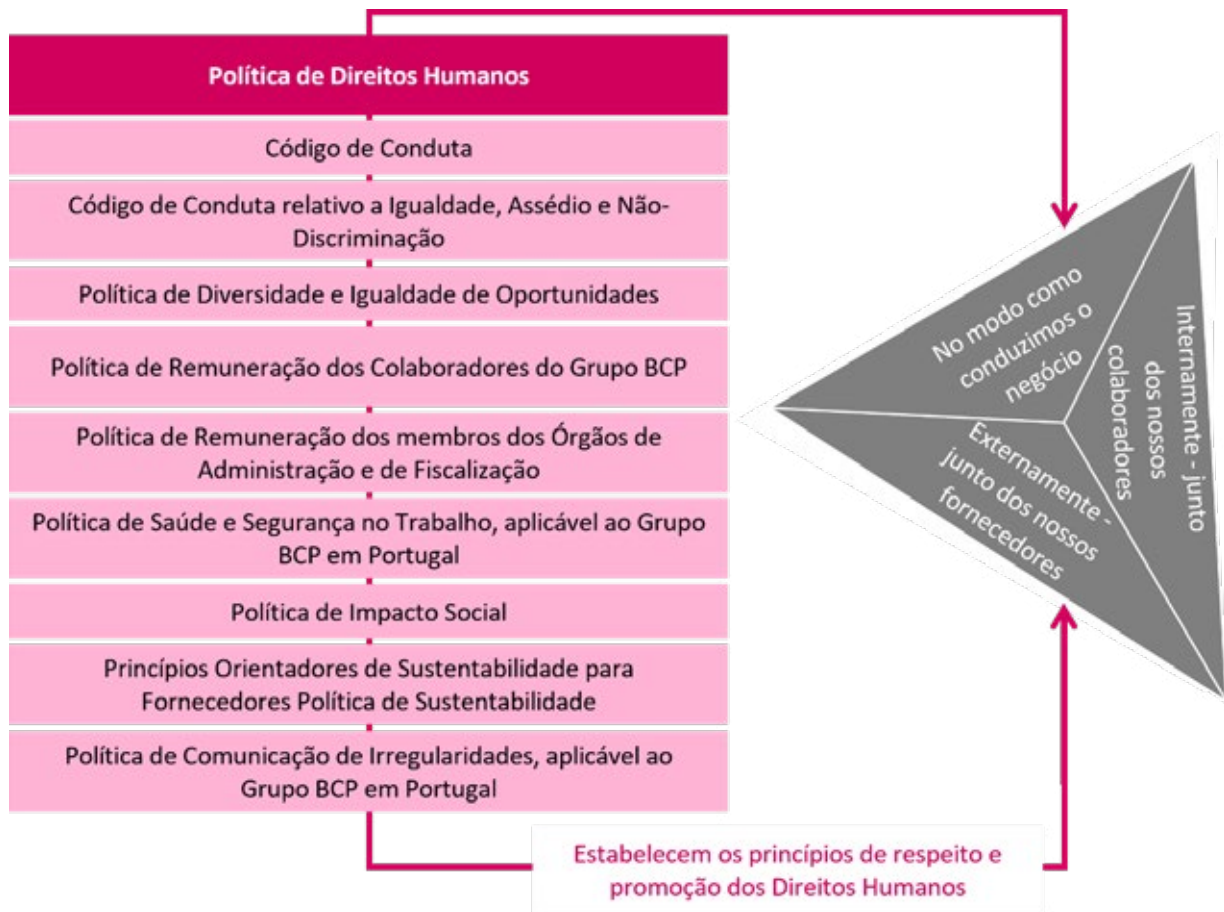 Política de Direitos Humanos
Código de Conduta
Código de Conduta relativo a Igualdade, Assédio e Não-
Discriminação
Política de Diversidade e Igualdade de Oportunidades
Política de Remuneração dos Colaboradores do Grupo BCP
Política de Remuneração dos membros dos Órgãos de
Administração e de Fiscalização
Política de Saúde e Segurança no Trabalho, aplicável ao Grupo
BCP em Portugal
Política de Impacto Social
Princípios Orientadores de Sustentabilidade para
Fornecedores Política de Sustentabilidade
Política de Comunicação de Irregularidades, aplicável ao
Grupo BCP em Portugal
No modo como
conduzimos o
negócio
Internamente - junto
dos nossos
colaboradores
Externamente -
junto dos nossos
fornecedores
Estabelecem os princípios de respeito e
promoção dos Direitos Humanos